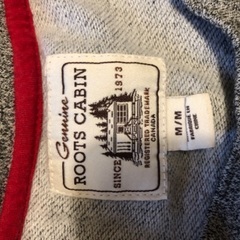 Genuine
ROOTS CABIN
SINCE 1973
REGISTERED TRADEMARK
CANADA
M/M